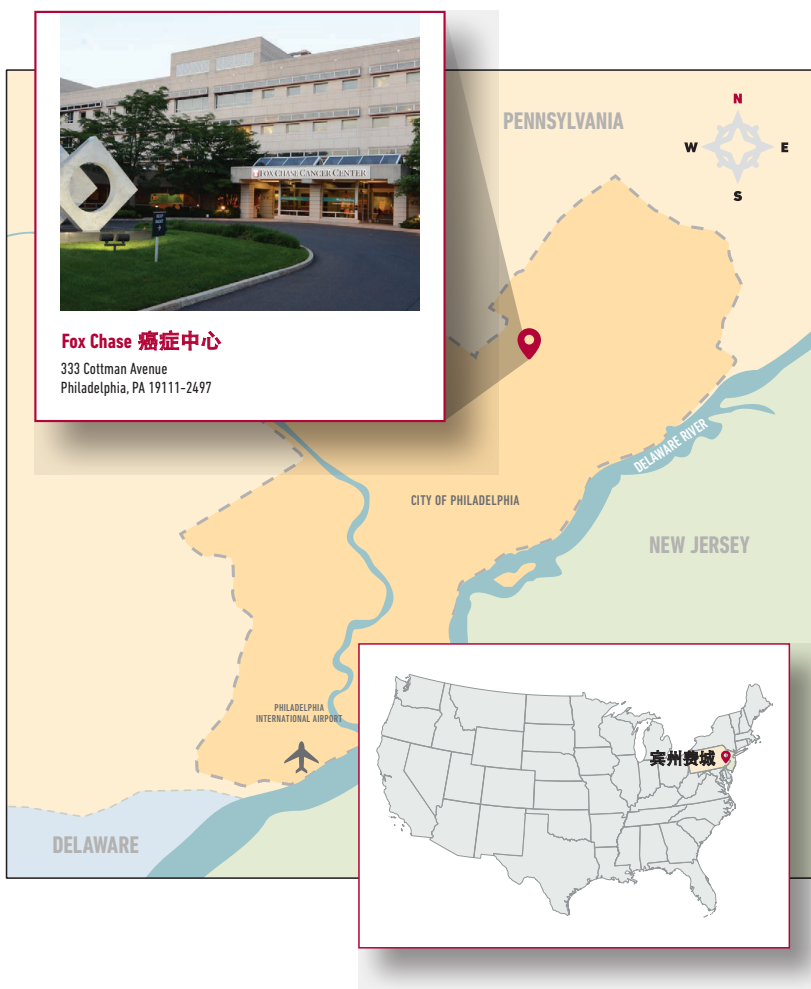 FOX CHASE CANCER CENTER
Fox Chase 癌症中心
333 Cottman Avenue
Philadelphia, PA 19111-2497
PENNSYLVANIA
N
W
E
S
DELAWARE RIVER
CITY OF PHILADELPHIA
NEW JERSEY
PHILADELPHIA
INTERNATIONAL AIRPORT
DELAWARE
宾州费城